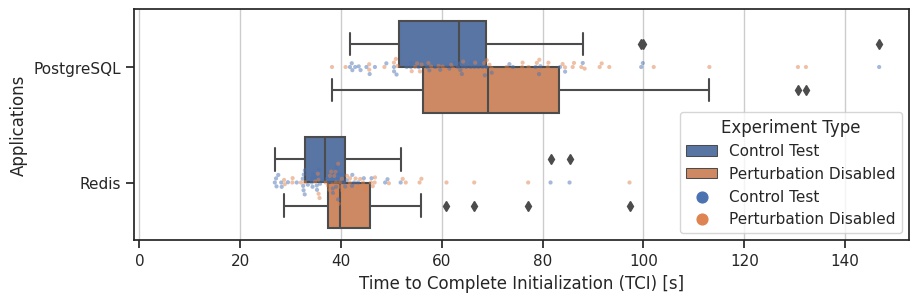 Applications
PostgreSQL
Redis
0 20 40 60 80 100 120 140
Time to Complete Initialization (TCI) [s]
Experiment Type
Control Test
Perturbation Disabled
Control Test
Perturbation Disabled